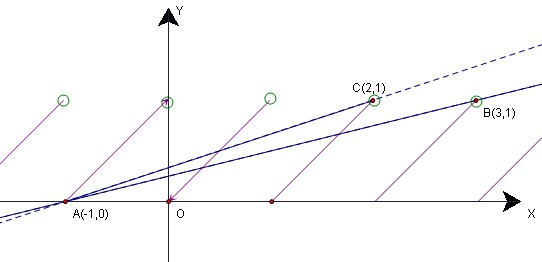 Y
C(2,1)
B(3,1)
A(-1,0)
O
X